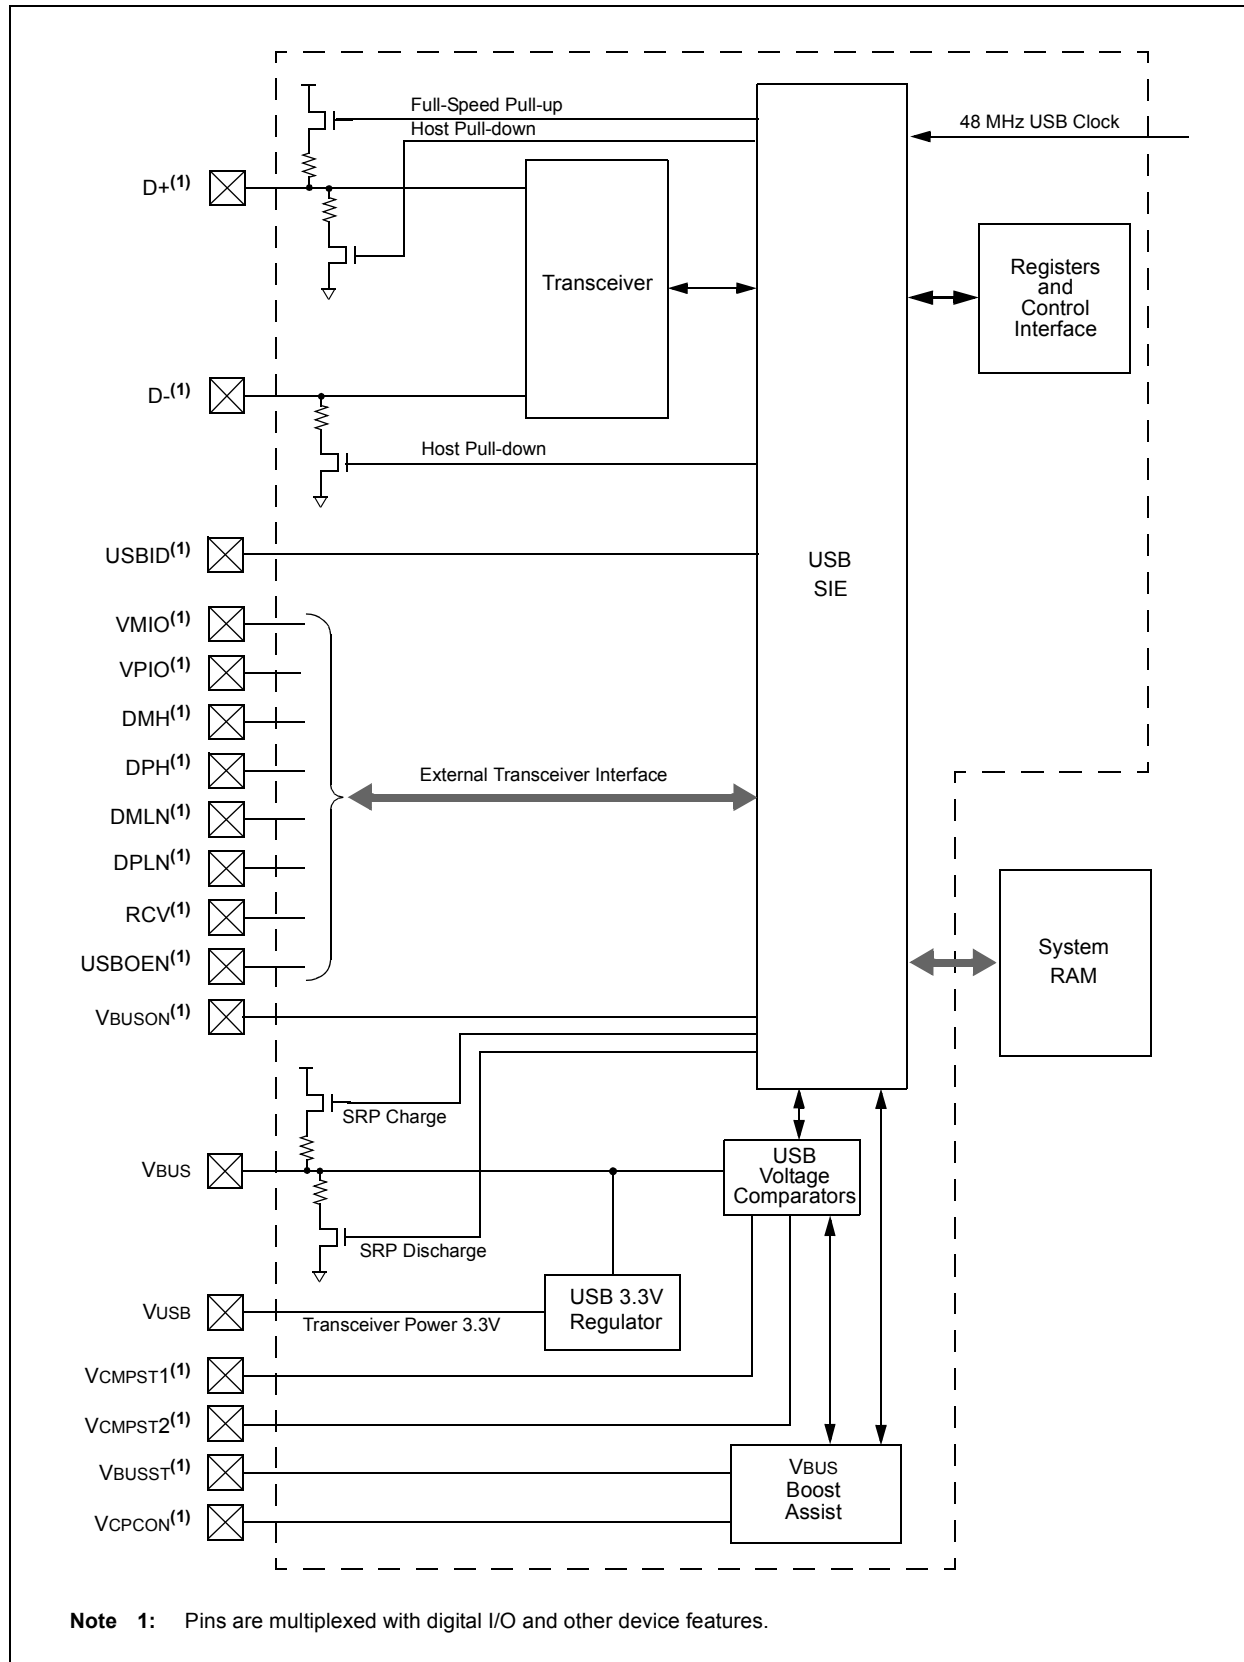 Full-Speed Pull-up
Host Pull-down
48 MHz USB Clock
D+(1)
Transceiver
Registers
and
Control
Interface
D-(1)
Host Pull-down
USBID(1)
USB
SIE
VMIO(1)
VPIO(1)
DMH(1)
DPH(1)
External Transceiver Interface
DMLN(1)
DPLN(1)
RCV(1)
System
RAM
USBOEN(1)
VBUSON(1)
SRP Charge
VBUS
USB
Voltage
Comparators
SRP Discharge
VUSB
Transceiver Power 3.3V
USB 3.3V
Regulator
VCMPST1(1)
VCMPST2(1)
VBUSST(1)
VBUS
Boost
Assist
VCPCON(1)
Note 1: Pins are multiplexed with digital I/O and other device features.